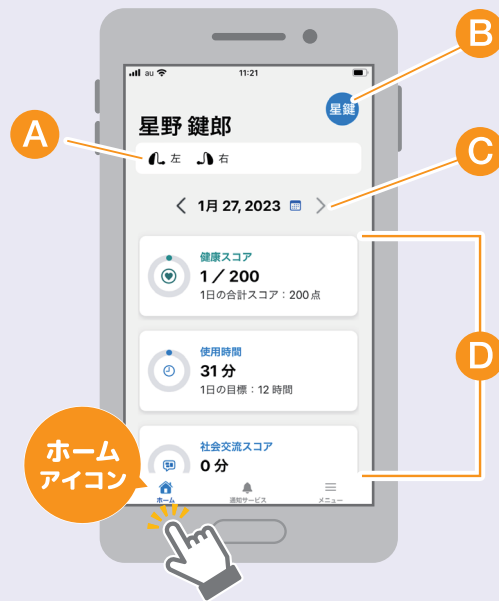 B
au 11:21
星鍵
星野 鍵郎
A
左 右
C
1月 27, 2023
健康スコア
1／200
1日の合計スコア：200点
D
使用時間
31分
1日の目標：12時間
社会交流スコア
0分
ホーム
アイコン
ホーム 通知サービス メニュー